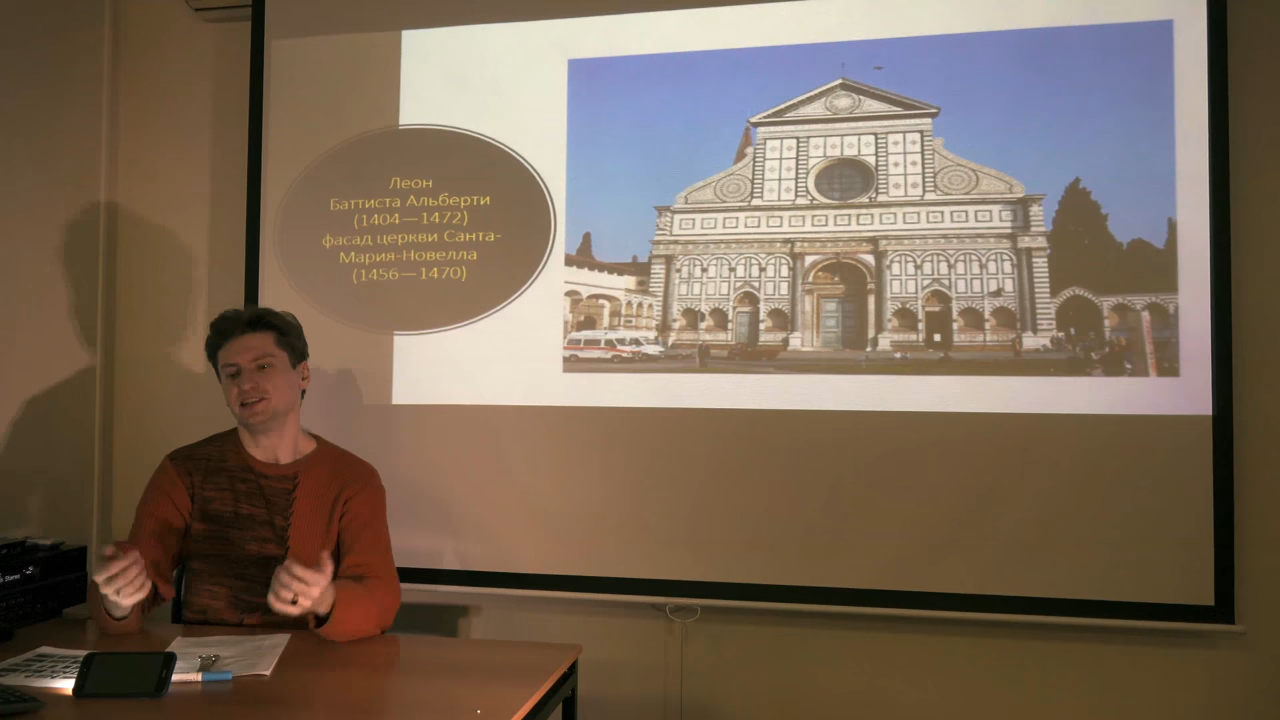 Леон
Баттиста Альберти
(1404—1472)
фасад церкви Санта-
Мария-Новелла
(1456—1470)